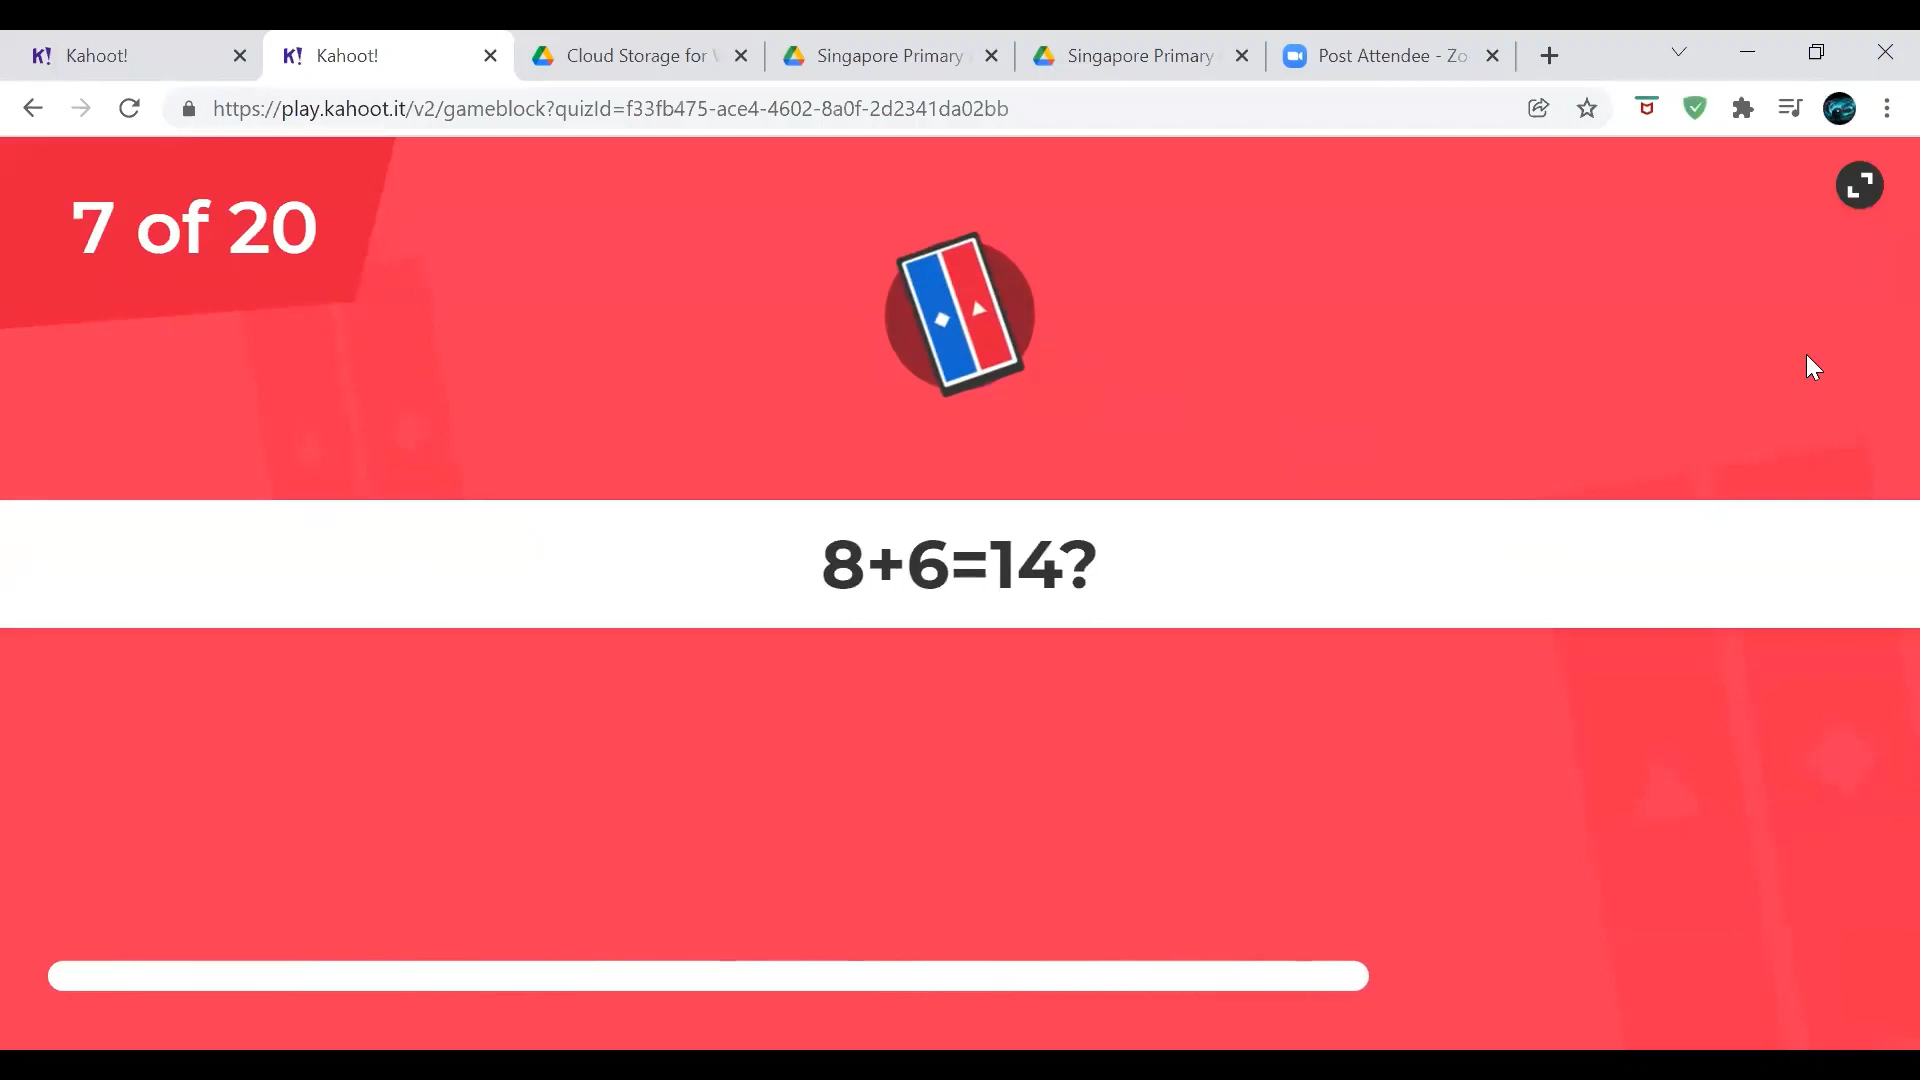 K! Kahoot!
K! Kahoot!
Cloud Storage for
Singapore Primary
Singapore Primary
Post Attendee - Zo
https://play.kahoot.it/v2/gameblock?quizId=f33fb475-ace4-4602-8a0f-2d2341da02bb
7 of 20
8+6=14?